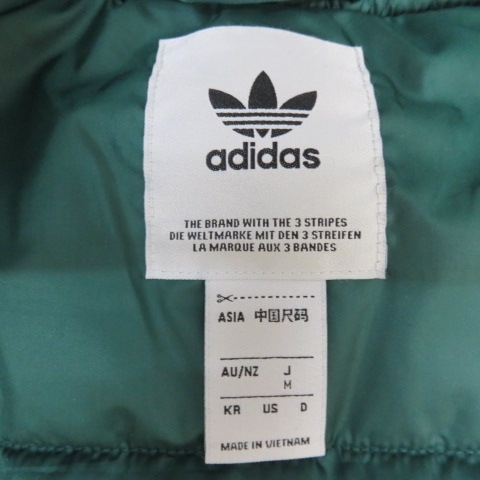 adidas
THE BRAND WITH THE 3 STRIPES
DIE WELTMARKE MIT DEN 3 STREIFEN
LA MARQUE AUX 3 BANDES
ASIA 中国尺码
AU/NZ J
M
KR US D
MADE IN VIETNAM